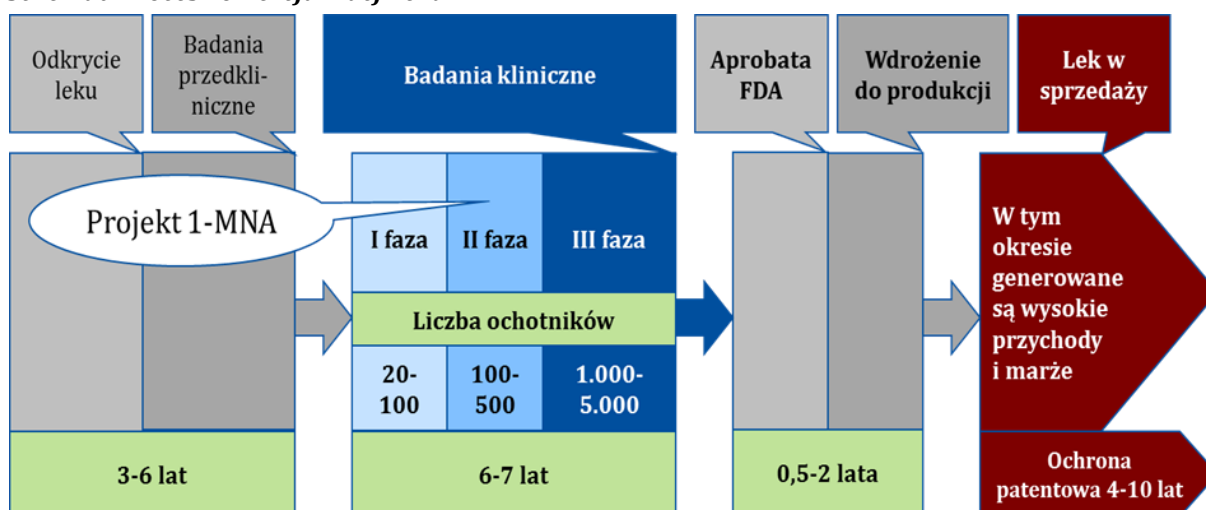 Odkrycie
leku
Badania
przedkli-
niczne
Badania kliniczne
Aprobata
FDA
Wdrożenie
do produkcji
Lek w
sprzedaży
Projekt 1-MNA
I faza
II faza
III faza
W tym
okresie
generowane
są wysokie
przychody
i marże
Liczba ochotników
20-
100
100-
500
1.000-
5.000
3-6 lat
6-7 lat
0,5-2 lata
Ochrona
patentowa 4-10 lat